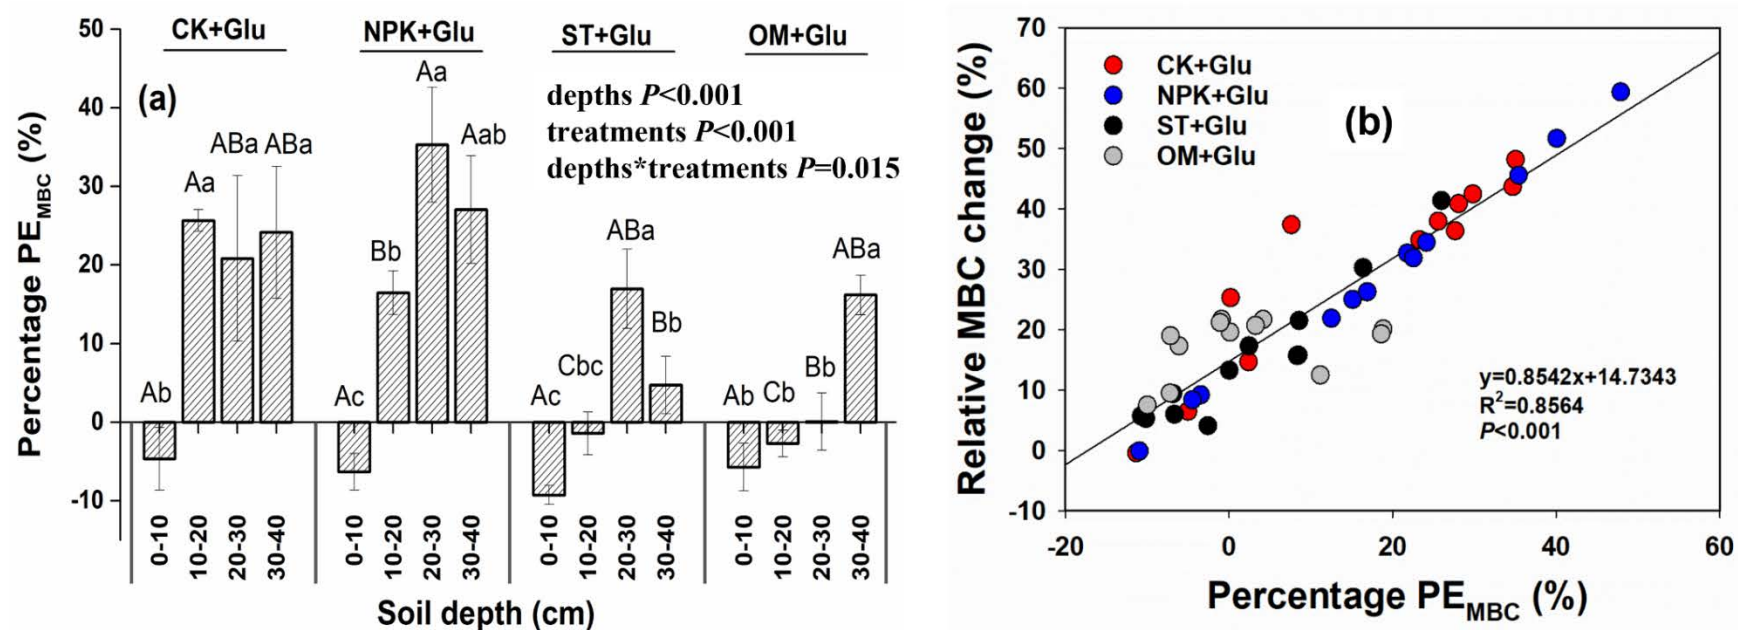 CK+Glu NPK+Glu ST+Glu OM+Glu
(a)
depths P<0.001
treatments P<0.001
depths*treatments P=0.015
Percentage PE_MBC (%)
50
40
30
20
10
0
-10
Ab Aa ABa ABa
Ac Bb Aa Aab
Ac Cbc ABa Bb
Ab Cb Bb ABa
0-10 10-20 20-30 30-40 0-10 10-20 20-30 30-40 0-10 10-20 20-30 30-40 0-10 10-20 20-30 30-40
Soil depth (cm)
Relative MBC change (%)
70
60
50
40
30
20
10
0
-10
CK+Glu
NPK+Glu
ST+Glu
OM+Glu
(b)
y=0.8542x+14.7343
R²=0.8564
P<0.001
-20 0 20 40 60
Percentage PE_MBC (%)